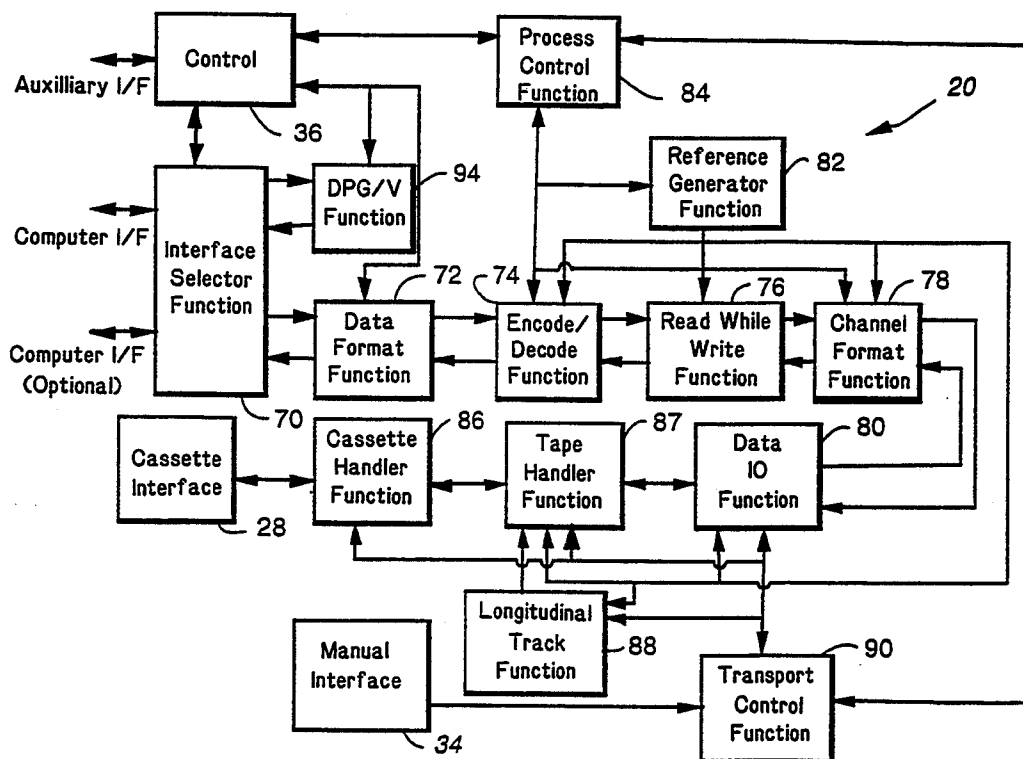 Control
Auxilliary I/F
36
Process
Control
Function
84
20
Reference
Generator
Function
82
DPG/V
Function
94
Computer I/F
Interface
Selector
Function
70
Computer I/F
(Optional)
Data
Format
Function
72
Encode/
Decode
Function
74
Read While
Write
Function
76
Channel
Format
Function
78
Cassette
Interface
28
Cassette
Handler
Function
86
Tape
Handler
Function
87
Data
IO
Function
80
Longitudinal
Track
Function
88
Manual
Interface
34
Transport
Control
Function
90